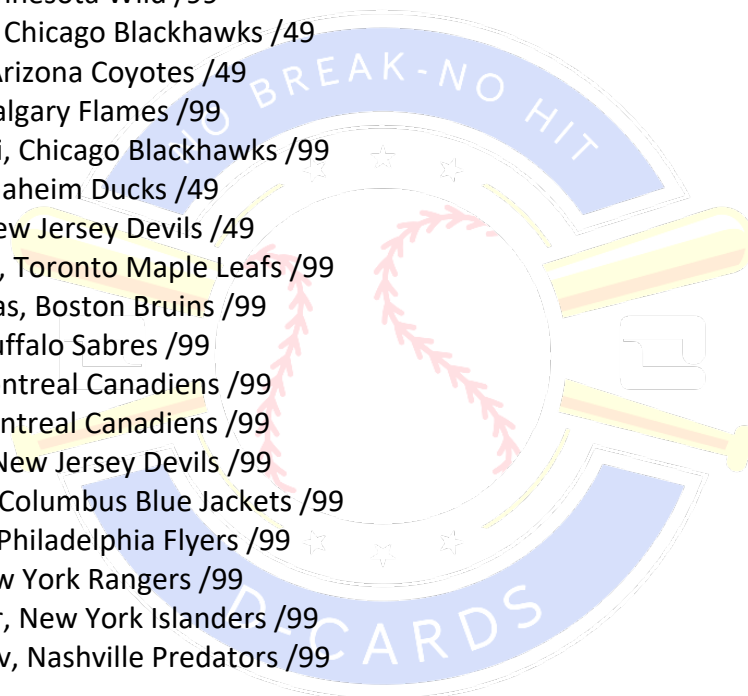 Chicago Blackhawks /49
Arizona Coyotes /49
algary Flames /99
i, Chicago Blackhawks /99
aheim Ducks /49
ew Jersey Devils /49
, Toronto Maple Leafs /99
as, Boston Bruins /99
uffalo Sabres /99
ntreal Canadiens /99
ntreal Canadiens /99
New Jersey Devils /99
Columbus Blue Jackets /99
Philadelphia Flyers /99
w York Rangers /99
r, New York Islanders /99
v, Nashville Predators /99
NO BREAK-NO HIT
D-CARDS